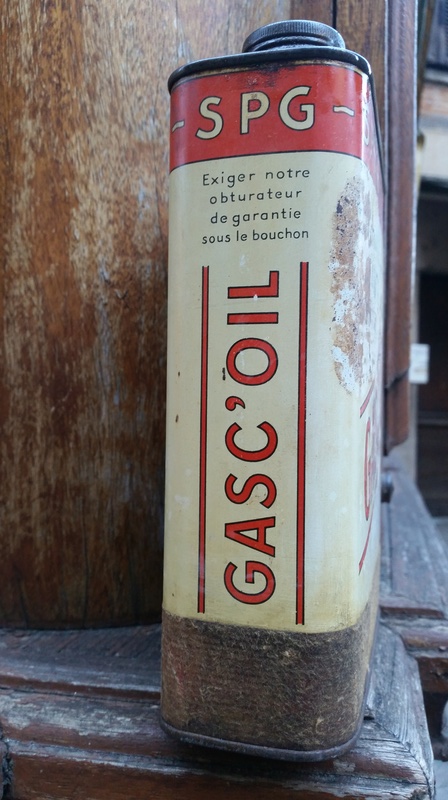 ~ SPG ~
Exiger notre
obturateur
de garantie
sous le bouchon
GASC'OIL